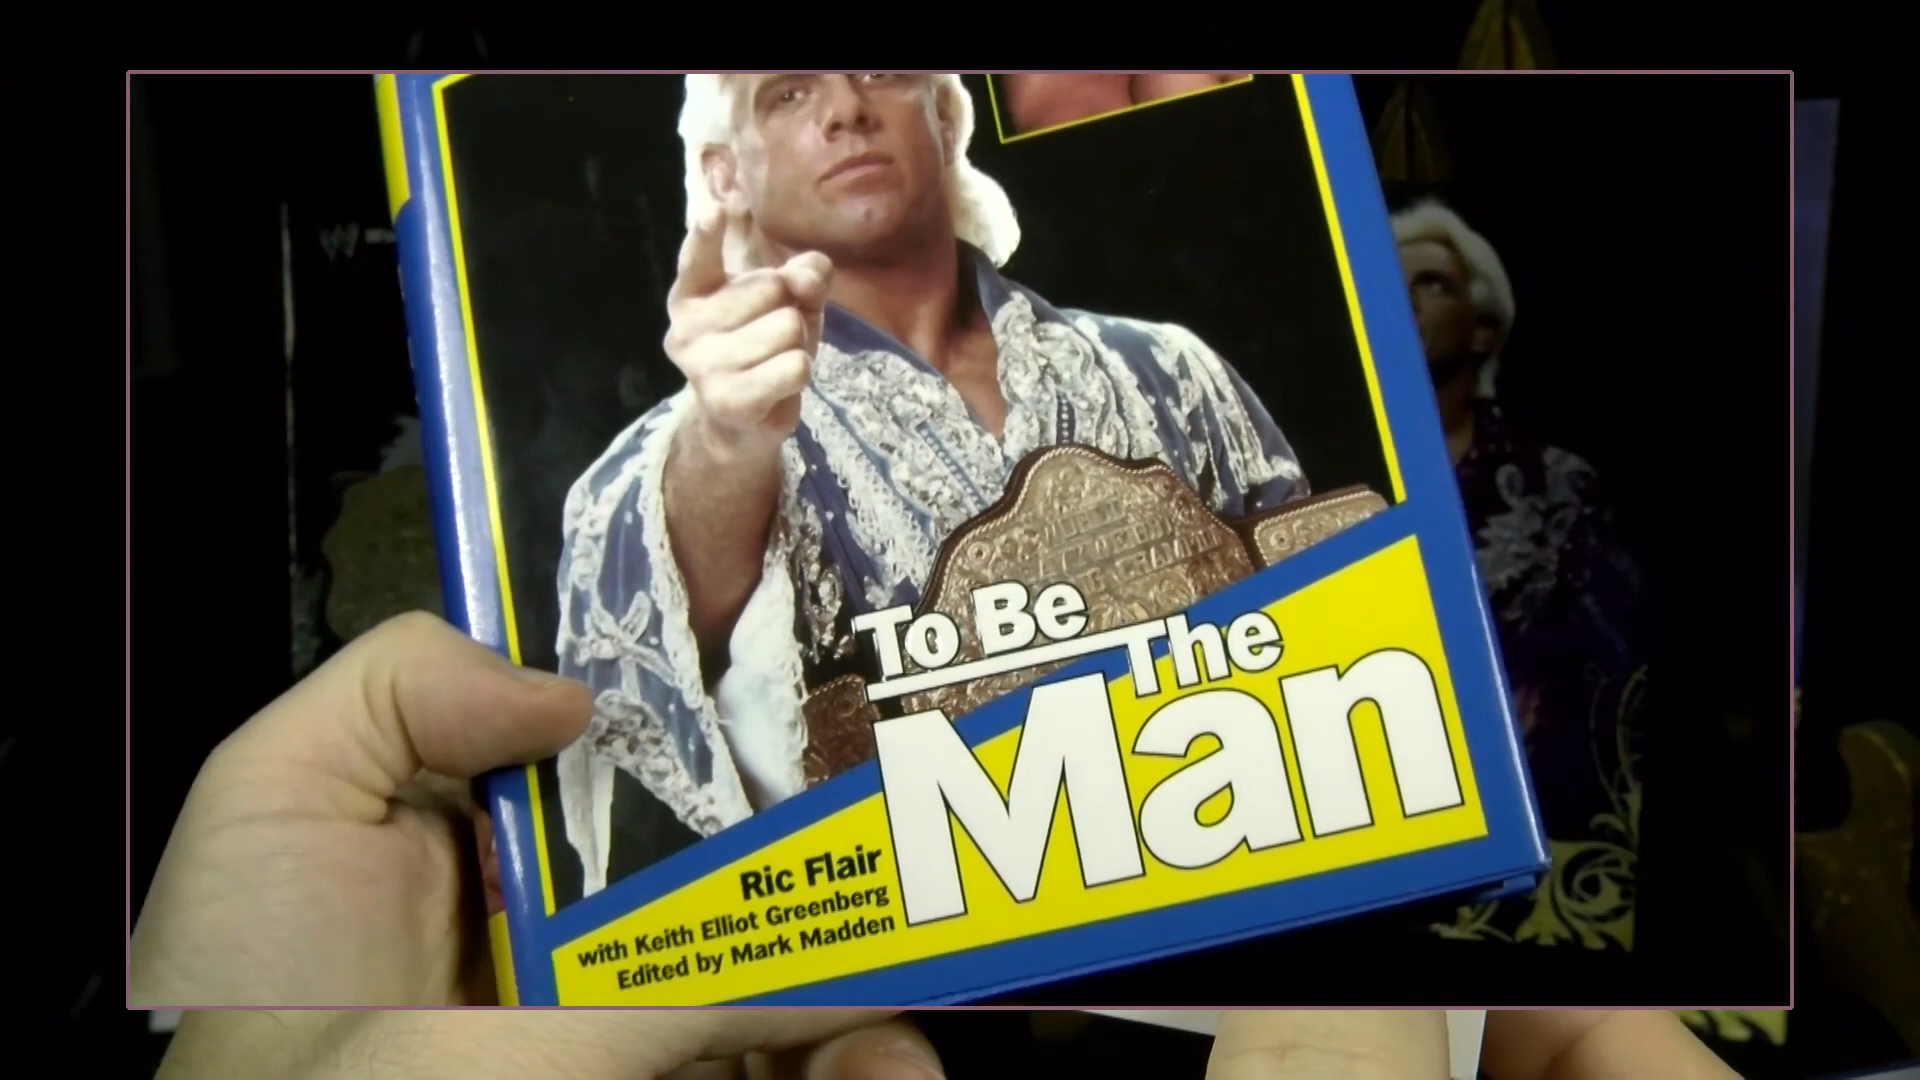 To Be
The
Man
Ric Flair
with Keith Elliot Greenberg
Edited by Mark Madden